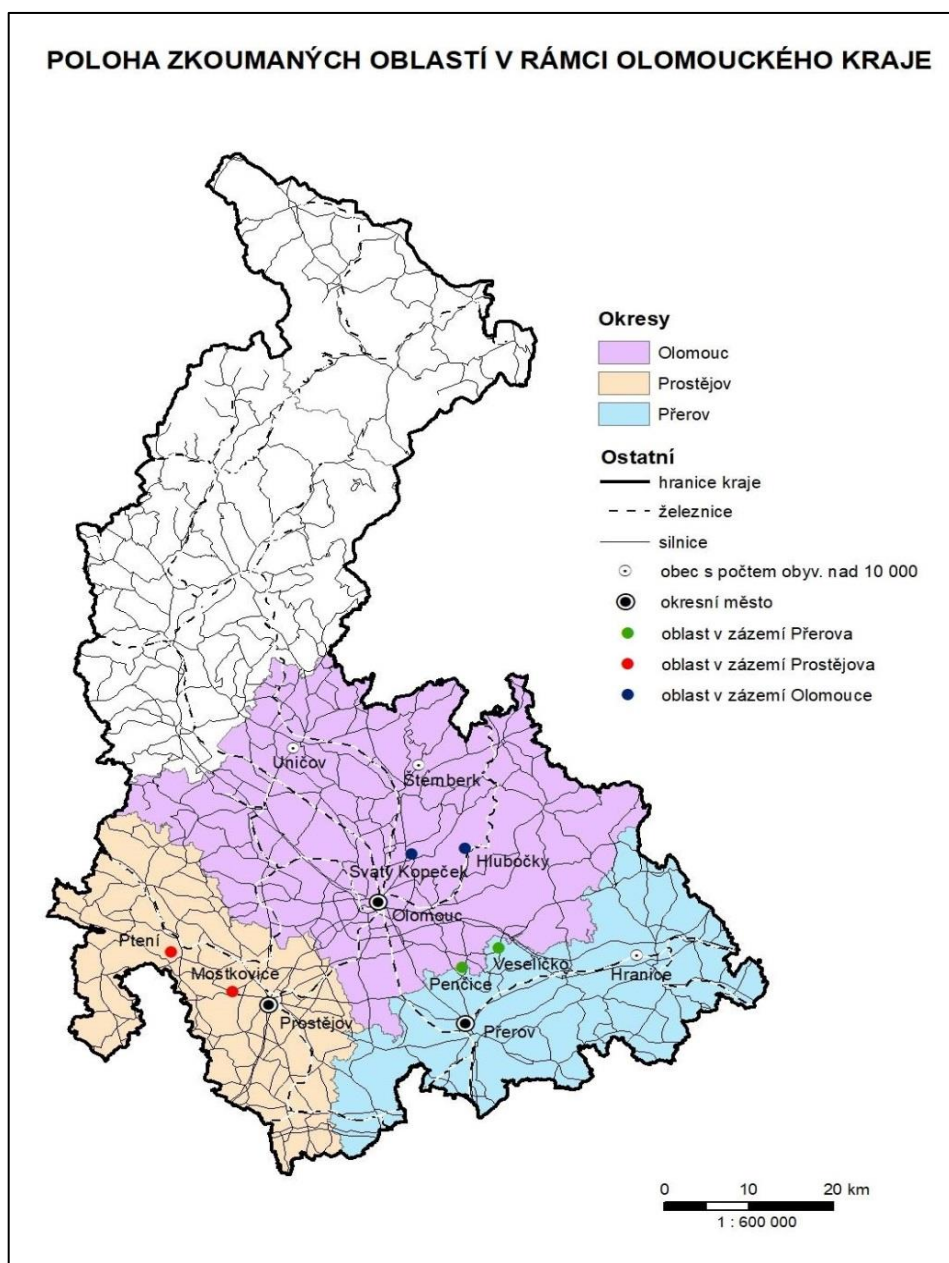 POLOHA ZKOUMANÝCH OBLASTÍ V RÁMCI OLOMOUCKÉHO KRAJE
Okresy
Olomouc
Prostějov
Přerov
Ostatní
hranice kraje
železnice
silnice
obec s počtem obyv. nad 10 000
okresní město
oblast v zázemí Přerova
oblast v zázemí Prostějova
oblast v zázemí Olomouce
Uničov
Šternberk
Svatý Kopeček
Hlubočky
Olomouc
Ptení
Mostkovice
Prostějov
Veselíčko
Penčice
Hranice
Přerov
0 10 20 km
1 : 600 000